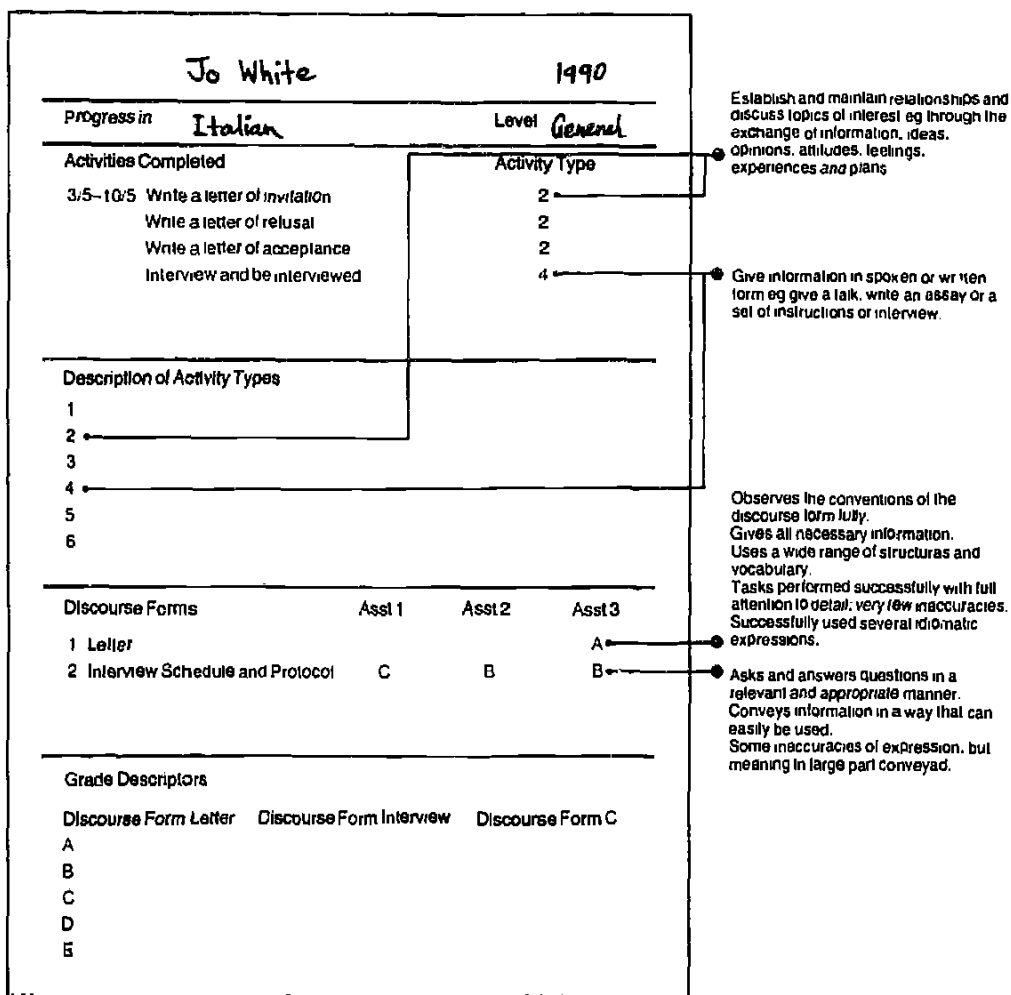 Jo White 1990
Progress in Italian Level General
Activities Completed Activity Type
3/5-10/5 Write a letter of invitation 2
Write a letter of refusal 2
Write a letter of acceptance 2
Interview and be interviewed 4
Establish and maintain relationships and
discuss topics of interest eg through the
exchange of information, ideas,
opinions, attitudes, feelings,
experiences and plans
Give information in spoken or written
form eg give a talk, write an essay or a
set of instructions or interview.
Description of Activity Types
1
2
3
4
5
6
Discourse Forms Asst 1 Asst 2 Asst 3
1 Letter A
2 Interview Schedule and Protocol C B B
Observes the conventions of the
discourse form fully.
Gives all necessary information.
Uses a wide range of structures and
vocabulary.
Tasks performed successfully with full
attention to detail; very few inaccuracies.
Successfully used several idiomatic
expressions.
Asks and answers questions in a
relevant and appropriate manner.
Conveys information in a way that can
easily be used.
Some inaccuracies of expression, but
meaning in large part conveyed.
Grade Descriptors
Discourse Form Letter Discourse Form Interview Discourse Form C
A
B
C
D
E